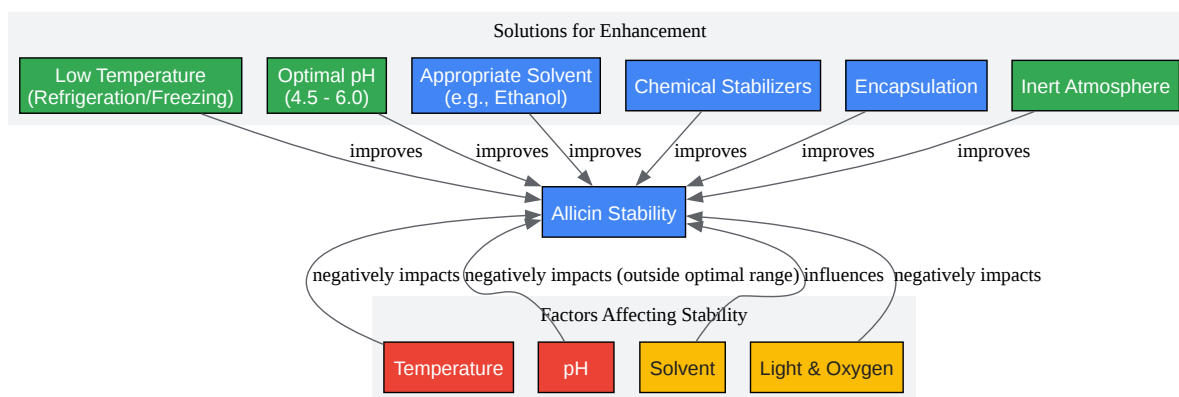 Solutions for Enhancement
Low Temperature
(Refrigeration/Freezing)
Optimal pH
(4.5 - 6.0)
Appropriate Solvent
(e.g., Ethanol)
Chemical Stabilizers
Encapsulation
Inert Atmosphere
improves
improves
improves
improves
improves
improves
Allicin Stability
negatively impacts
negatively impacts (outside optimal range)
influences
negatively impacts
Factors Affecting Stability
Temperature
pH
Solvent
Light & Oxygen